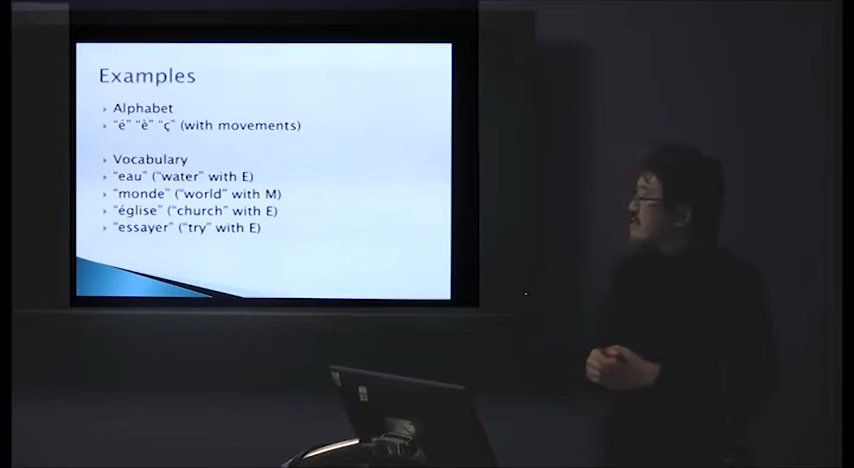 Examples
Alphabet
“é” “è” “ç” (with movements)
Vocabulary
“eau” (“water” with E)
“monde” (“world” with M)
“église” (“church” with E)
“essayer” (“try” with E)